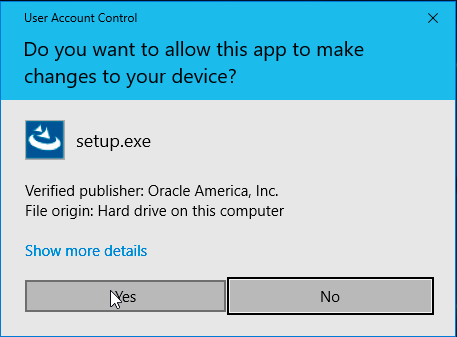 User Account Control
Do you want to allow this app to make
changes to your device?
setup.exe
Verified publisher: Oracle America, Inc.
File origin: Hard drive on this computer
Show more details
Yes
No